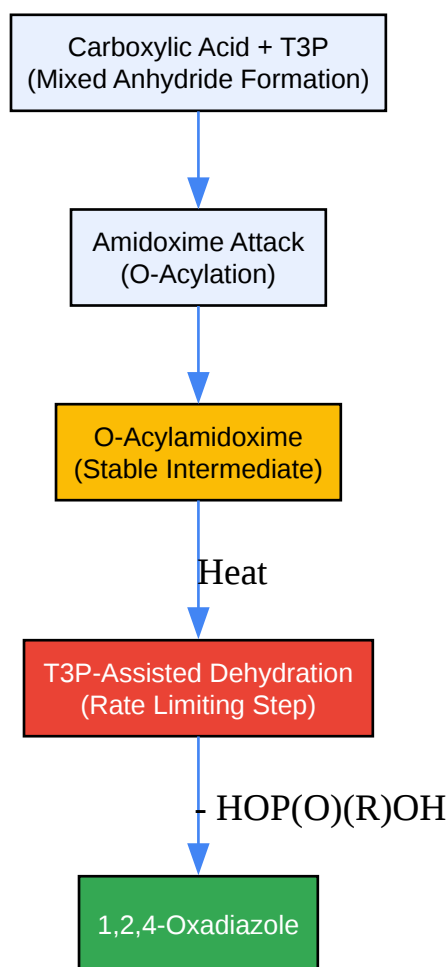 Carboxylic Acid + T3P
(Mixed Anhydride Formation)
Amidoxime Attack
(O-Acylation)
O-Acylamidoxime
(Stable Intermediate)
Heat
T3P-Assisted Dehydration
(Rate Limiting Step)
- HOP(O)(R)OH
1,2,4-Oxadiazole